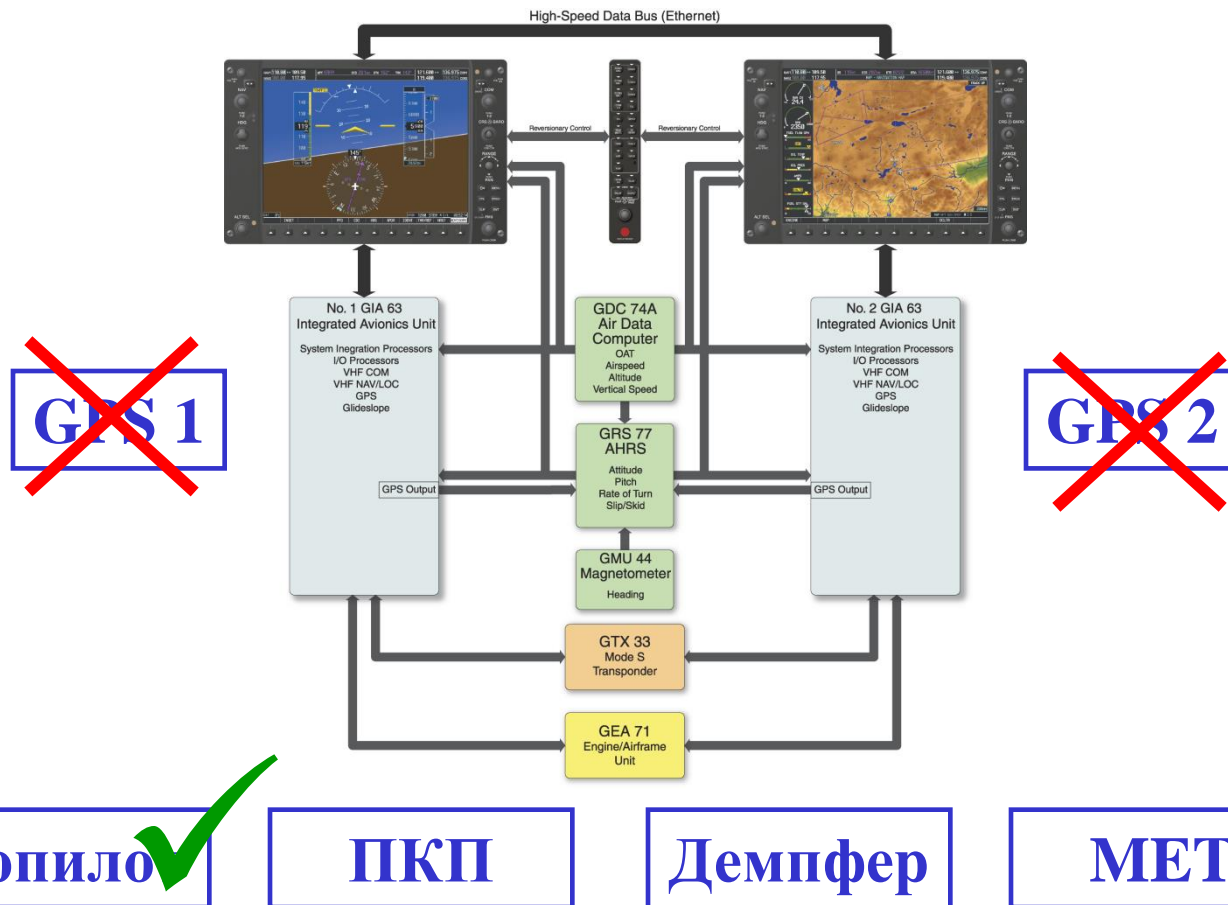 High-Speed Data Bus (Ethernet)
Reversionary Control
Reversionary Control
No. 1 GIA 63
Integrated Avionics Unit
System Integration Processors
I/O Processors
VHF COM
VHF NAV/LOC
GPS
Glideslope
GPS Output
GDC 74A
Air Data
Computer
OAT
Airspeed
Altitude
Vertical Speed
GRS 77
AHRS
Attitude
Pitch
Rate of Turn
Slip/Skid
GMU 44
Magnetometer
Heading
No. 2 GIA 63
Integrated Avionics Unit
System Inegration Processors
I/O Processors
VHF COM
VHF NAV/LOC
GPS
Glideslope
GPS Output
GPS 1
GPS 2
GTX 33
Mode S
Transponder
GEA 71
Engine/Airframe
Unit
опило
ПКП
Демпфер
МЕТ